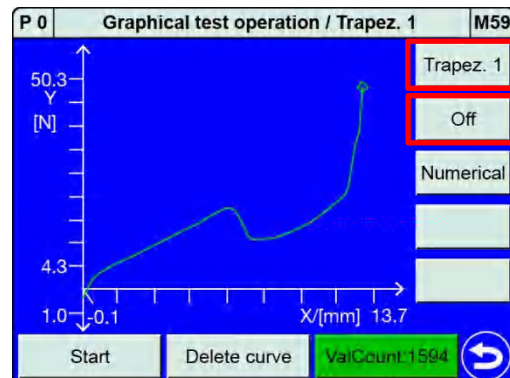 P 0 Graphical test operation / Trapez. 1 M59
50.3
Y
[N]
4.3
1.0
-0.1
X/[mm] 13.7
Trapez. 1
Off
Numerical
Start Delete curve ValCount:1594